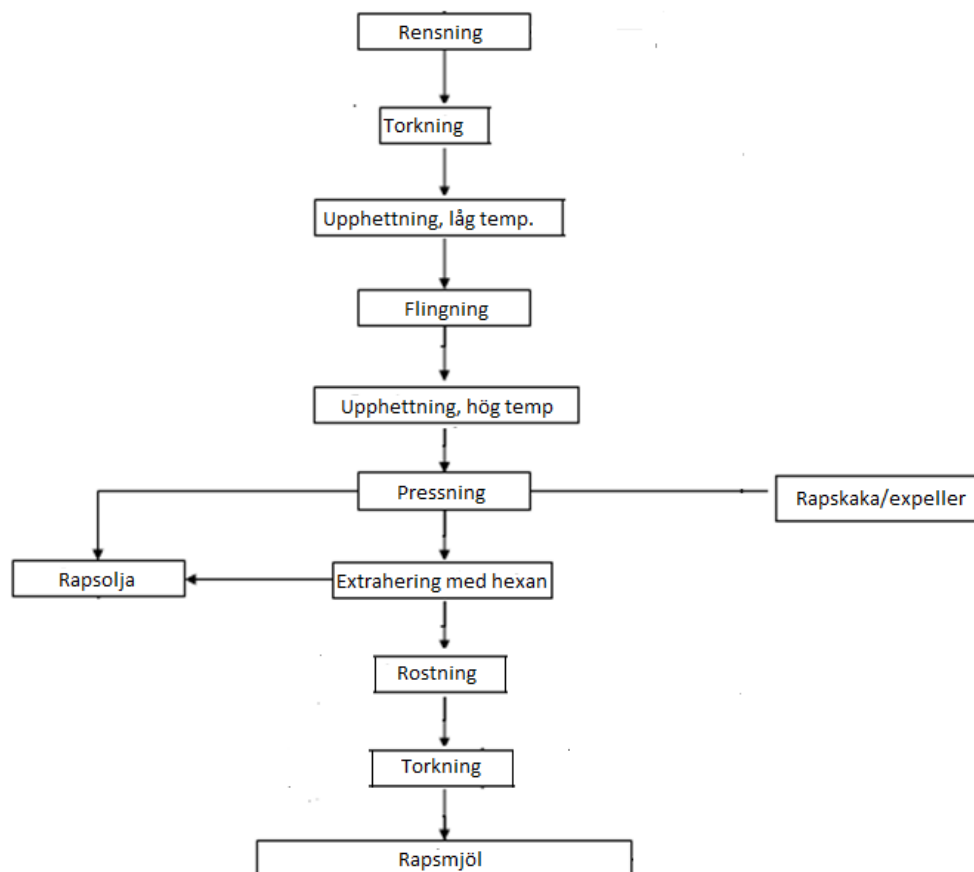 Rensning
Torkning
Upphettning, låg temp.
Flingning
Upphettning, hög temp
Pressning
Rapskaka/expeller
Rapsolja
Extrahering med hexan
Rostning
Torkning
Rapsmjöl